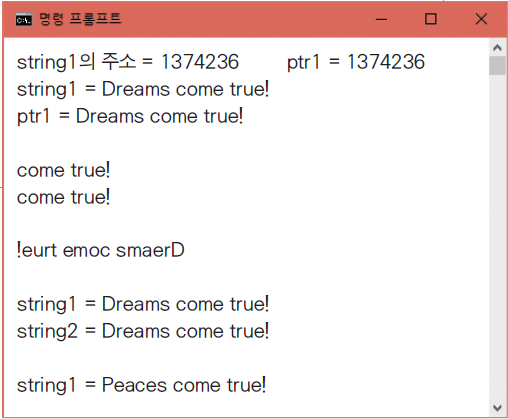 명령 프롬프트
string1의 주소 = 1374236 ptr1 = 1374236
string1 = Dreams come true!
ptr1 = Dreams come true!
come true!
come true!
!eurt emoc smaerD
string1 = Dreams come true!
string2 = Dreams come true!
string1 = Peaces come true!